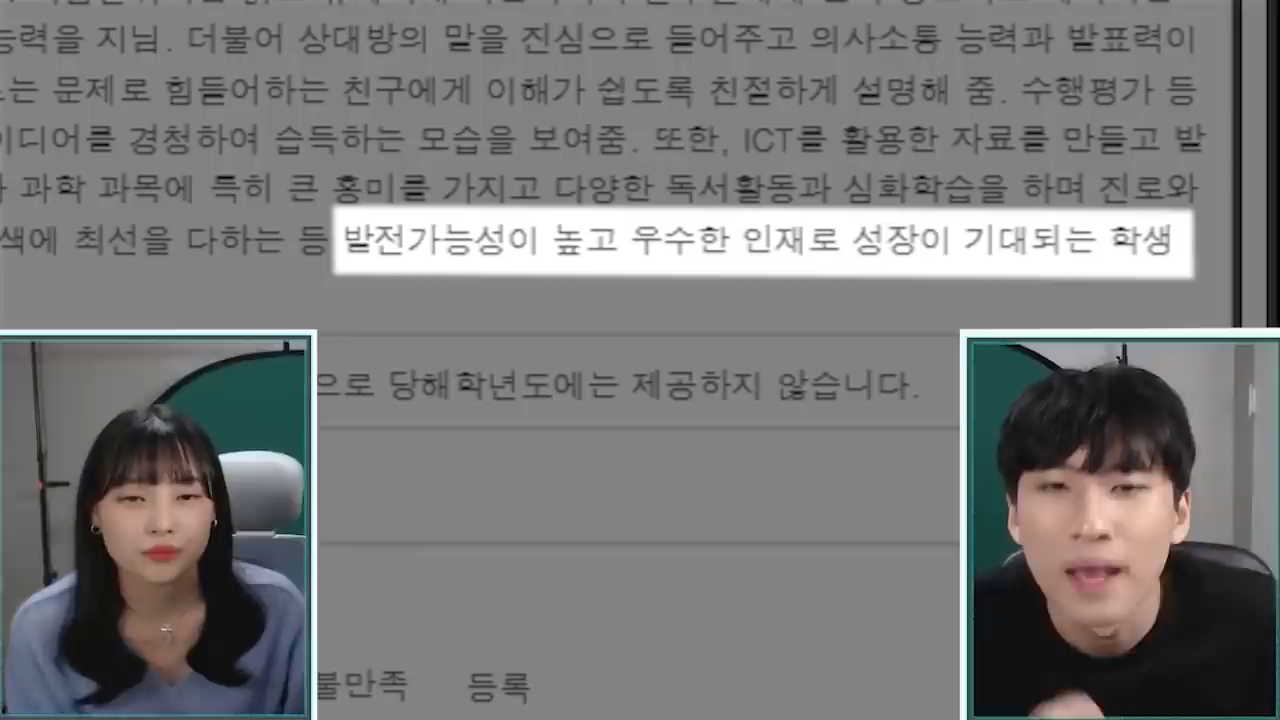 능력을 지님. 더불어 상대방의 말을 진심으로 들어주고 의사소통 능력과 발표력이
는 문제로 힘들어하는 친구에게 이해가 쉽도록 친절하게 설명해 줌. 수행평가 등
이디어를 경청하여 습득하는 모습을 보여줌. 또한, ICT를 활용한 자료를 만들고 발
과학 과목에 특히 큰 흥미를 가지고 다양한 독서활동과 심화학습을 하며 진로와
색에 최선을 다하는 등 발전가능성이 높고 우수한 인재로 성장이 기대되는 학생
으로 당해학년도에는 제공하지 않습니다.
불만족 등록